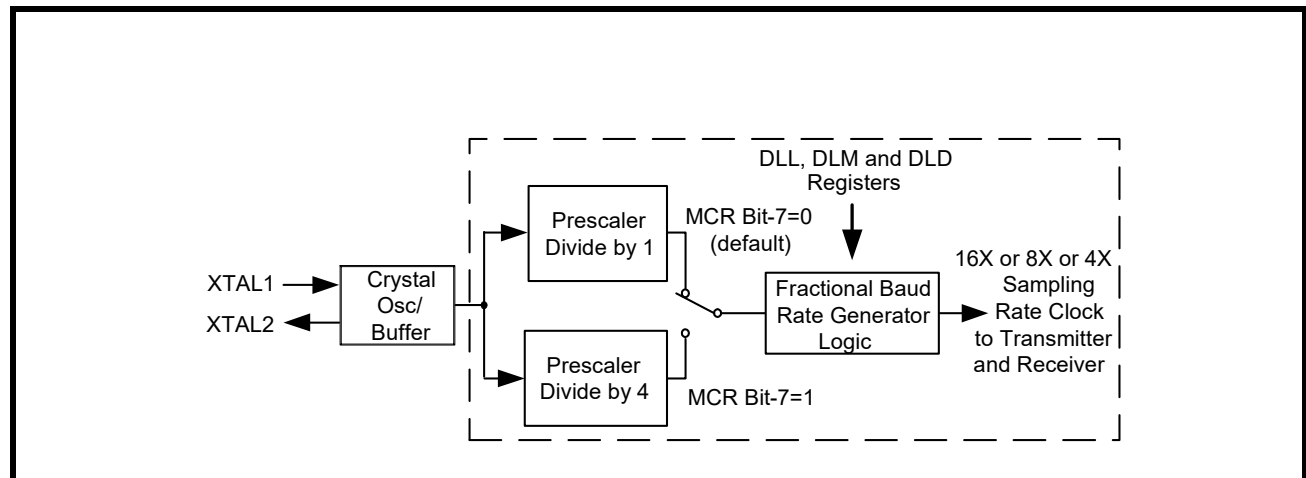 DLL, DLM and DLD
Registers
Prescaler
Divide by 1
MCR Bit-7=0
(default)
XTAL1
XTAL2
Crystal
Osc/
Buffer
Fractional Baud
Rate Generator
Logic
16X or 8X or 4X
Sampling
Rate Clock
to Transmitter
and Receiver
Prescaler
Divide by 4
MCR Bit-7=1